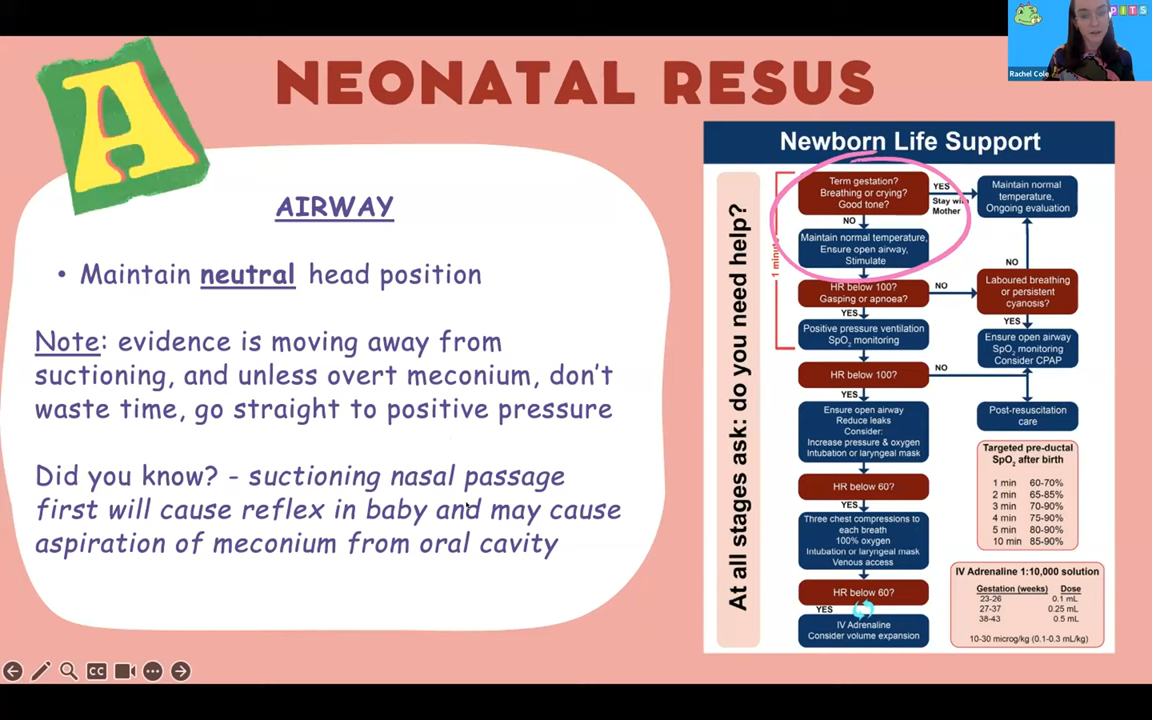 PITS
Rachel Cole
A
NEONATAL RESUS
AIRWAY
• Maintain neutral head position
Note: evidence is moving away from
suctioning, and unless overt meconium, don't
waste time, go straight to positive pressure
Did you know? - suctioning nasal passage
first will cause reflex in baby and may cause
aspiration of meconium from oral cavity
Newborn Life Support
At all stages ask: do you need help?
1 minute
Term gestation?
Breathing or crying?
Good tone?
YES
Stay with
Mother
Maintain normal
temperature,
Ongoing evaluation
NO
Maintain normal temperature,
Ensure open airway,
Stimulate
NO
HR below 100?
Gasping or apnoea?
NO
Laboured breathing
or persistent
cyanosis?
YES
YES
Positive pressure ventilation
SpO2 monitoring
Ensure open airway
SpO2 monitoring
Consider CPAP
HR below 100?
NO
YES
Ensure open airway
Reduce leaks
Consider:
Increase pressure & oxygen
Intubation or laryngeal mask
Post-resuscitation
care
HR below 60?
YES
Three chest compressions to
each breath
100% oxygen
Intubation or laryngeal mask
Venous access
HR below 60?
YES
IV Adrenaline
Consider volume expansion
Targeted pre-ductal
SpO2 after birth
1 min 60-70%
2 min 65-85%
3 min 70-90%
4 min 75-90%
5 min 80-90%
10 min 85-90%
IV Adrenaline 1:10,000 solution
Gestation (weeks) Dose
23-26 0.1 mL
27-37 0.25 mL
38-43 0.5 mL
10-30 microg/kg (0.1-0.3 mL/kg)
CC